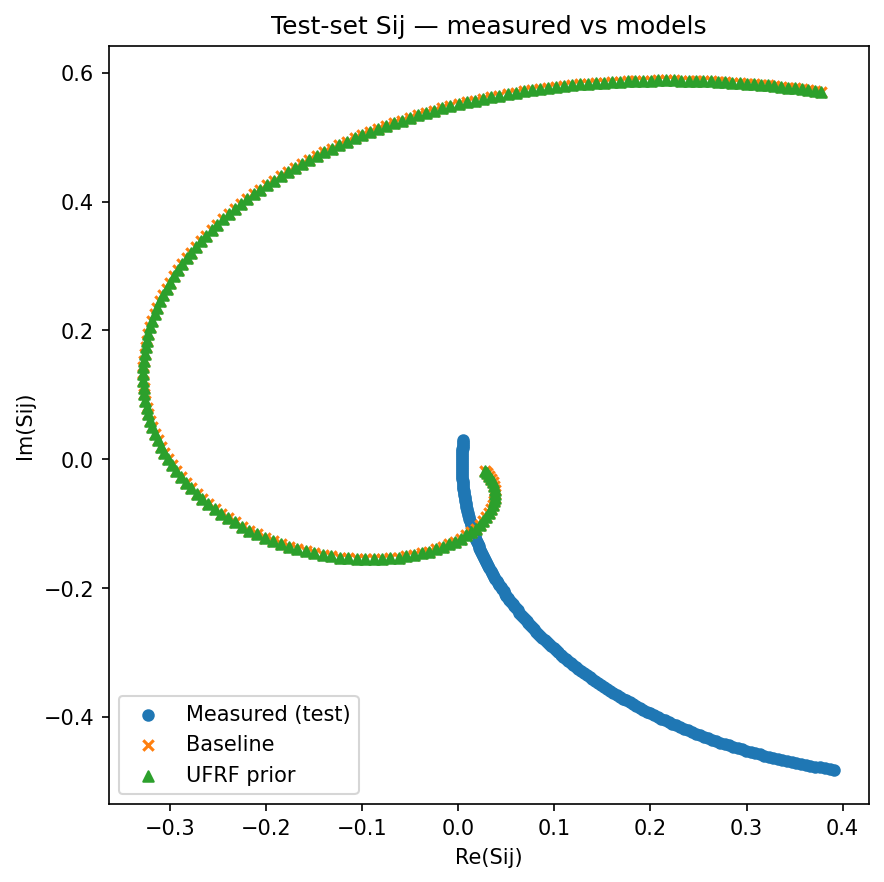 Test-set Sij — measured vs models
Im(Sij)
0.6
0.4
0.2
0.0
−0.2
−0.4
Measured (test)
Baseline
UFRF prior
−0.3
−0.2
−0.1
0.0
0.1
0.2
0.3
0.4
Re(Sij)